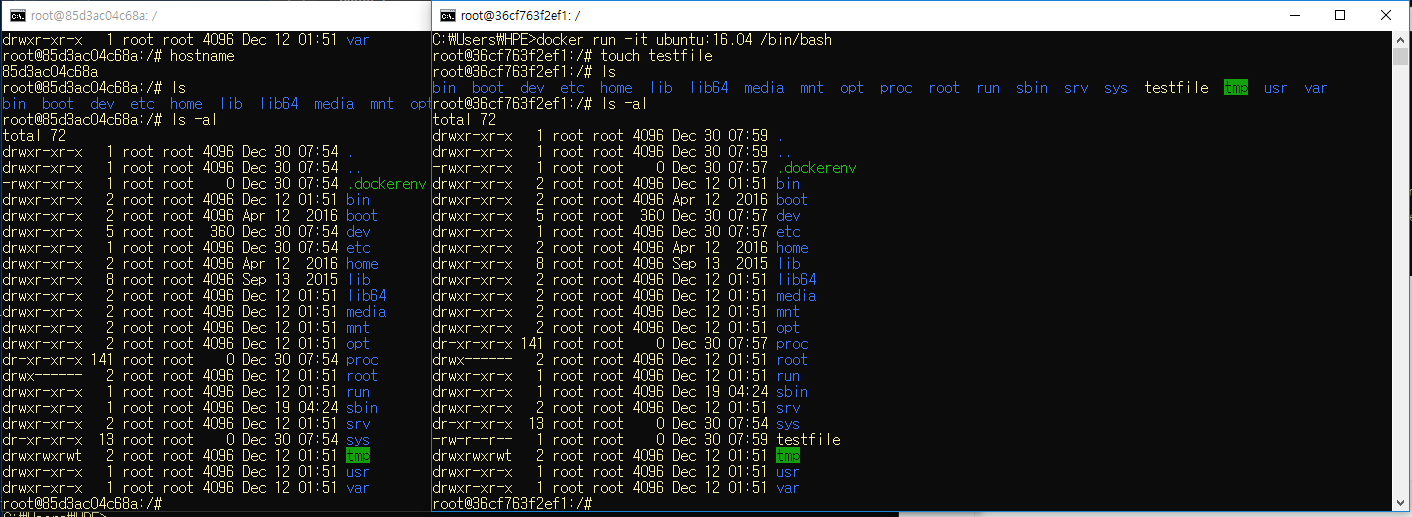 root@85d3ac04c68a: /
drwxr-xr-x   1 root root 4096 Dec 12 01:51 var
root@85d3ac04c68a:/# hostname
85d3ac04c68a
root@85d3ac04c68a:/# ls
bin  boot  dev  etc  home  lib  lib64  media  mnt  opt
root@85d3ac04c68a:/# ls -al
total 72
drwxr-xr-x   1 root root 4096 Dec 30 07:54 .
drwxr-xr-x   1 root root 4096 Dec 30 07:54 ..
-rwxr-xr-x   1 root root    0 Dec 30 07:54 .dockerenv
drwxr-xr-x   2 root root 4096 Dec 12 01:51 bin
drwxr-xr-x   2 root root 4096 Apr 12  2016 boot
drwxr-xr-x   5 root root  360 Dec 30 07:54 dev
drwxr-xr-x   1 root root 4096 Dec 30 07:54 etc
drwxr-xr-x   2 root root 4096 Apr 12  2016 home
drwxr-xr-x   8 root root 4096 Sep 13  2015 lib
drwxr-xr-x   2 root root 4096 Dec 12 01:51 lib64
drwxr-xr-x   2 root root 4096 Dec 12 01:51 media
drwxr-xr-x   2 root root 4096 Dec 12 01:51 mnt
drwxr-xr-x   2 root root 4096 Dec 12 01:51 opt
dr-xr-xr-x 141 root root    0 Dec 30 07:54 proc
drwx------   2 root root 4096 Dec 12 01:51 root
drwxr-xr-x   1 root root 4096 Dec 12 01:51 run
drwxr-xr-x   1 root root 4096 Dec 19 04:24 sbin
drwxr-xr-x   2 root root 4096 Dec 12 01:51 srv
dr-xr-xr-x  13 root root    0 Dec 30 07:54 sys
drwxrwxrwt   2 root root 4096 Dec 12 01:51 tmp
drwxr-xr-x   1 root root 4096 Dec 12 01:51 usr
drwxr-xr-x   1 root root 4096 Dec 12 01:51 var
root@85d3ac04c68a:/#
root@36cf763f2ef1: /
C:\Users\HPE>docker run -it ubuntu:16.04 /bin/bash
root@36cf763f2ef1:/# touch testfile
root@36cf763f2ef1:/# ls
bin  boot  dev  etc  home  lib  lib64  media  mnt  opt  proc  root  run  sbin  srv  sys  testfile  tmp  usr  var
root@36cf763f2ef1:/# ls -al
total 72
drwxr-xr-x   1 root root 4096 Dec 30 07:59 .
drwxr-xr-x   1 root root 4096 Dec 30 07:59 ..
-rwxr-xr-x   1 root root    0 Dec 30 07:57 .dockerenv
drwxr-xr-x   2 root root 4096 Dec 12 01:51 bin
drwxr-xr-x   2 root root 4096 Apr 12  2016 boot
drwxr-xr-x   5 root root  360 Dec 30 07:57 dev
drwxr-xr-x   1 root root 4096 Dec 30 07:57 etc
drwxr-xr-x   2 root root 4096 Apr 12  2016 home
drwxr-xr-x   8 root root 4096 Sep 13  2015 lib
drwxr-xr-x   2 root root 4096 Dec 12 01:51 lib64
drwxr-xr-x   2 root root 4096 Dec 12 01:51 media
drwxr-xr-x   2 root root 4096 Dec 12 01:51 mnt
drwxr-xr-x   2 root root 4096 Dec 12 01:51 opt
dr-xr-xr-x 141 root root    0 Dec 30 07:57 proc
drwx------   2 root root 4096 Dec 12 01:51 root
drwxr-xr-x   1 root root 4096 Dec 12 01:51 run
drwxr-xr-x   1 root root 4096 Dec 19 04:24 sbin
drwxr-xr-x   2 root root 4096 Dec 12 01:51 srv
dr-xr-xr-x  13 root root    0 Dec 30 07:54 sys
-rw-r--r--   1 root root    0 Dec 30 07:59 testfile
drwxrwxrwt   2 root root 4096 Dec 12 01:51 tmp
drwxr-xr-x   1 root root 4096 Dec 12 01:51 usr
drwxr-xr-x   1 root root 4096 Dec 12 01:51 var
root@36cf763f2ef1:/#